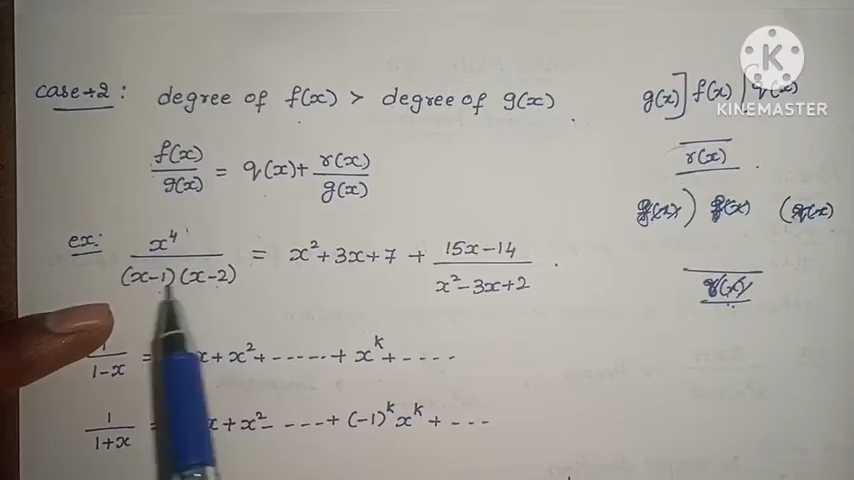 case-2: degree of f(x) > degree of g(x)
f(x)/g(x) = q(x) + r(x)/g(x)
ex: x⁴/((x-1)(x-2)) = x² + 3x + 7 + (15x-14)/(x²-3x+2).
1/(1-x) = x + x² + ------ + x^k + ----
1/(1+x) = x + x² - ---- + (-1)^k x^k + ---
g(x)] f(x) | q(x)
r(x).
g(x)) f(x) (q(x)
r(x)
K
KINEMASTER